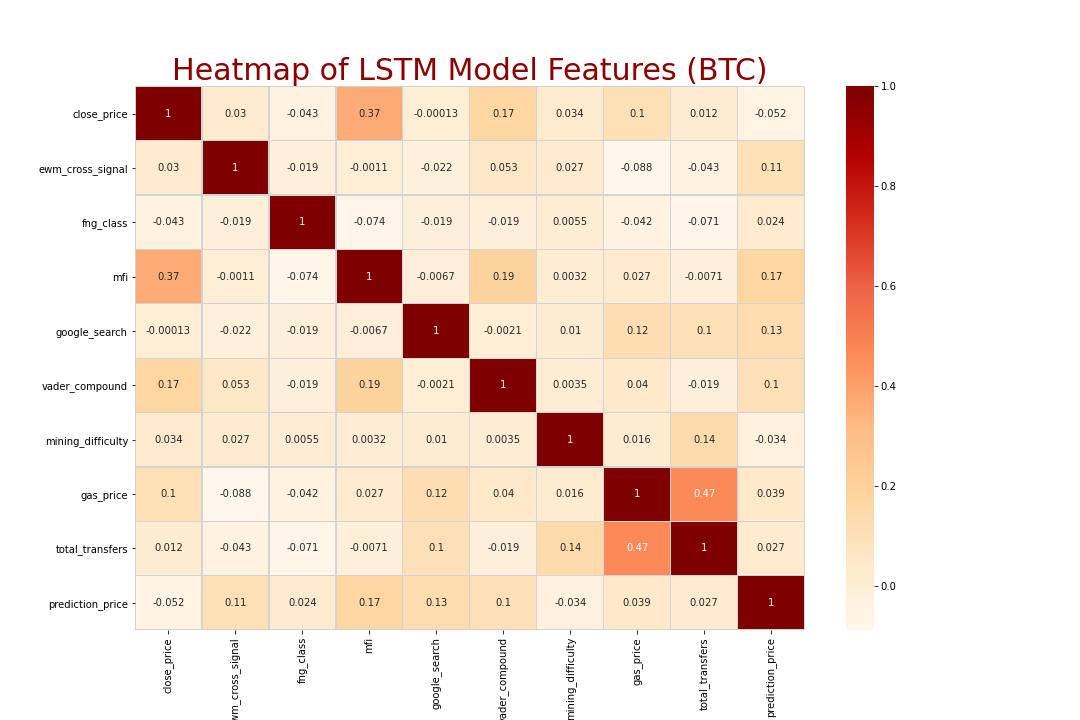 Heatmap of LSTM Model Features (BTC)
close_price 1 0.03 -0.043 0.37 -0.00013 0.17 0.034 0.1 0.012 -0.052
ewm_cross_signal 0.03 1 -0.019 -0.0011 -0.022 0.053 0.027 -0.088 -0.043 0.11
fng_class -0.043 -0.019 1 -0.074 -0.019 -0.019 0.0055 -0.042 -0.071 0.024
mfi 0.37 -0.0011 -0.074 1 -0.0067 0.19 0.0032 0.027 -0.0071 0.17
google_search -0.00013 -0.022 -0.019 -0.0067 1 -0.0021 0.01 0.12 0.1 0.13
vader_compound 0.17 0.053 -0.019 0.19 -0.0021 1 0.0035 0.04 -0.019 0.1
mining_difficulty 0.034 0.027 0.0055 0.0032 0.01 0.0035 1 0.016 0.14 -0.034
gas_price 0.1 -0.088 -0.042 0.027 0.12 0.04 0.016 1 0.47 0.039
total_transfers 0.012 -0.043 -0.071 -0.0071 0.1 -0.019 0.14 0.47 1 0.027
prediction_price -0.052 0.11 0.024 0.17 0.13 0.1 -0.034 0.039 0.027 1
close_price
wm_cross_signal
fng_class
mfi
google_search
ader_compound
mining_difficulty
gas_price
total_transfers
prediction_price
1.0
0.8
0.6
0.4
0.2
0.0